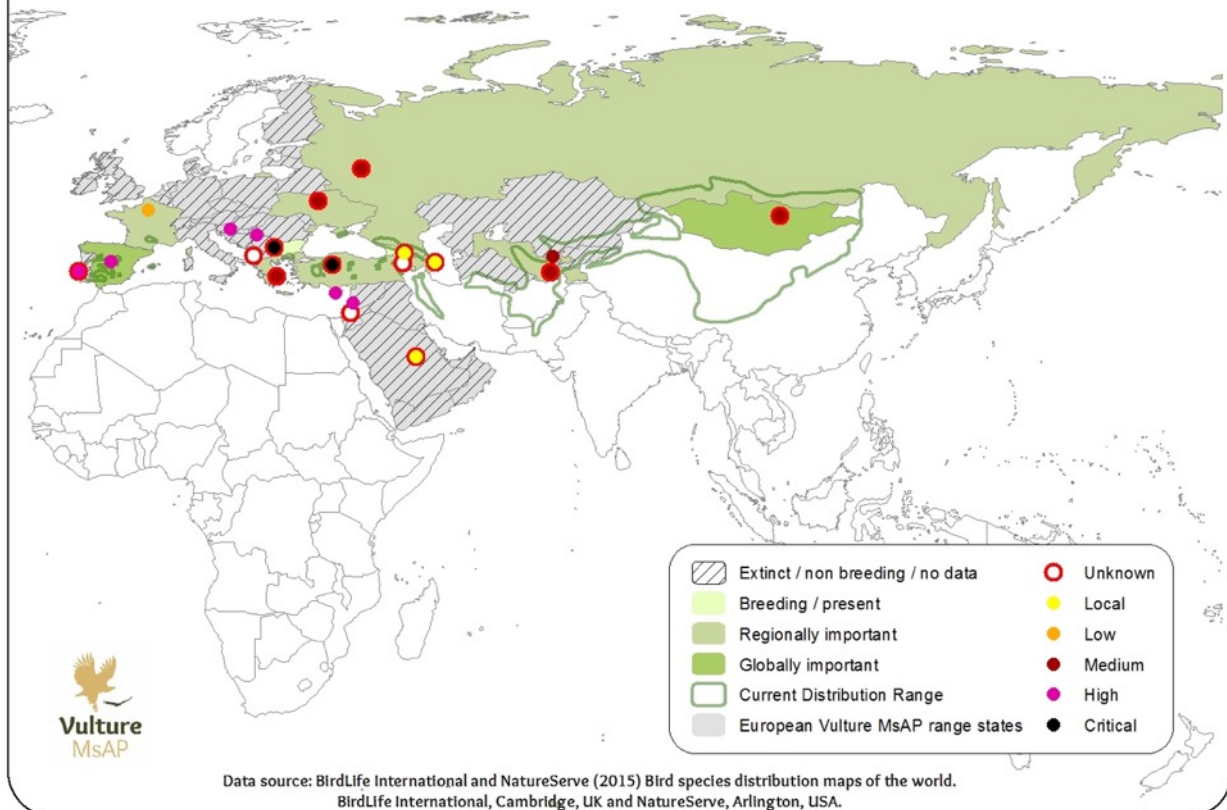 Extinct / non breeding / no data
Breeding / present
Regionally important
Globally important
Current Distribution Range
European Vulture MsAP range states
Unknown
Local
Low
Medium
High
Critical
Vulture
MsAP
Data source: BirdLife International and NatureServe (2015) Bird species distribution maps of the world.
BirdLife International, Cambridge, UK and NatureServe, Arlington, USA.